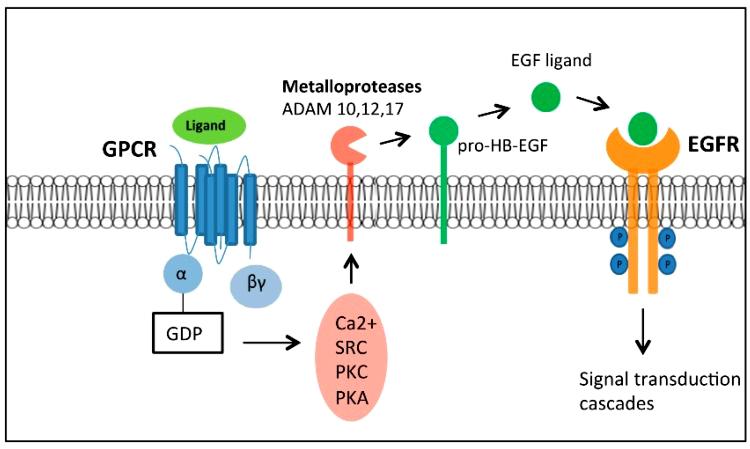 EGF ligand
Metalloproteases
ADAM 10,12,17
Ligand
GPCR
pro-HB-EGF
EGFR
P
P
P
P
α
βγ
GDP
Ca2+
SRC
PKC
PKA
Signal transduction
cascades